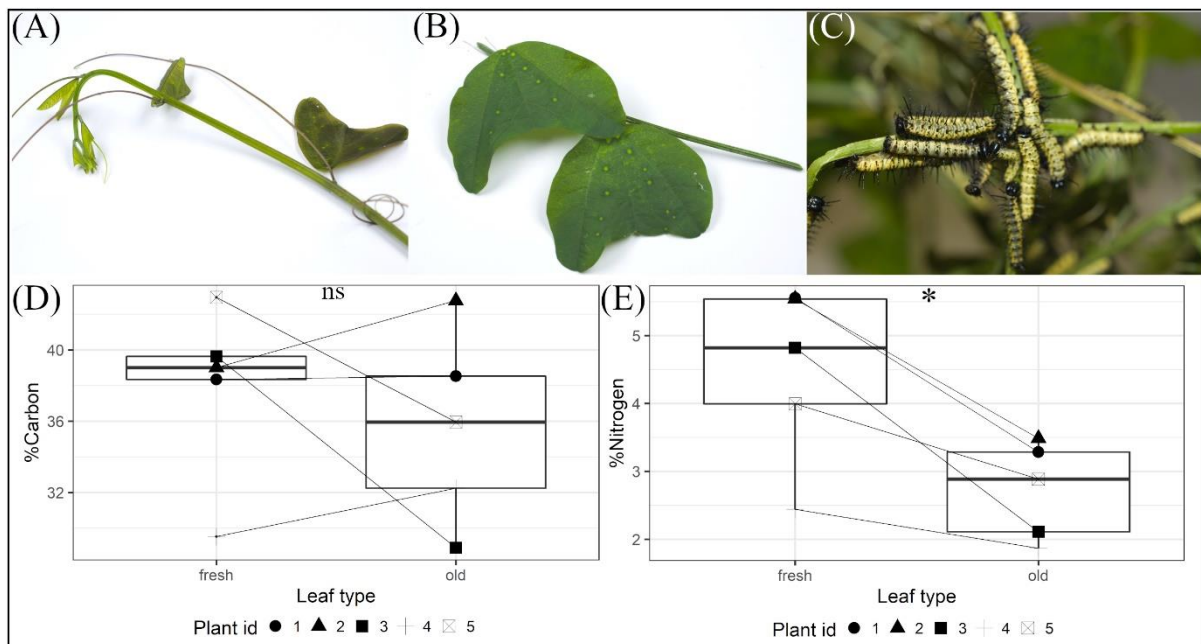 (A)
(B)
(C)
(D)
ns
%Carbon
40
36
32
fresh old
Leaf type
Plant id 1 2 3 4 5
(E)
*
%Nitrogen
5
4
3
2
fresh old
Leaf type
Plant id 1 2 3 4 5